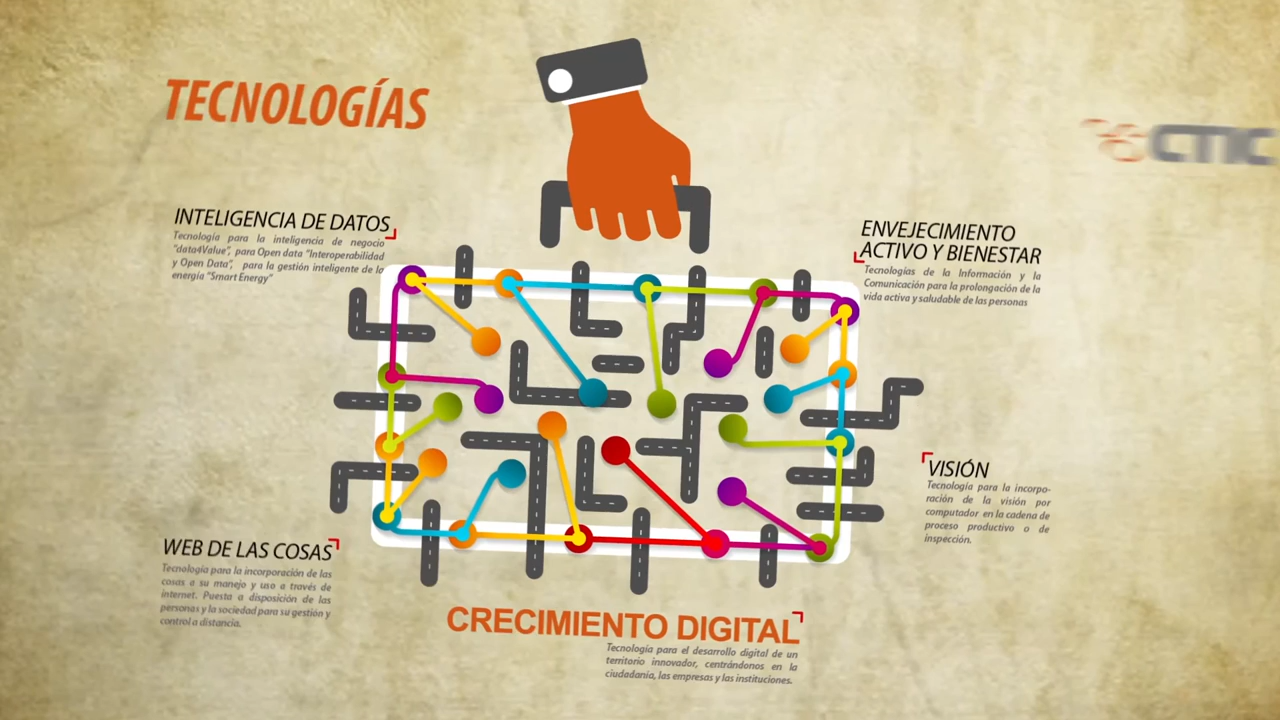 TECNOLOGÍAS
CTIC
INTELIGENCIA DE DATOS
Tecnología para la inteligencia de negocio
"data4Value", para Open data "Interoperabilidad
y Open Data", para la gestión inteligente de la
energía "Smart Energy"
ENVEJECIMIENTO
ACTIVO Y BIENESTAR
Tecnologías de la Información y la
Comunicación para la prolongación de la
vida activa y saludable de las personas
VISIÓN
Tecnología para la incorpo-
ración de la visión por
computador en la cadena de
proceso productivo o de
inspección.
WEB DE LAS COSAS
Tecnología para la incorporación de las
cosas a su manejo y uso a través de
internet. Puesta a disposición de las
personas y la sociedad para su gestión y
control a distancia.
CRECIMIENTO DIGITAL
Tecnología para el desarrollo digital de un
territorio innovador, centrándonos en la
ciudadanía, las empresas y las instituciones.